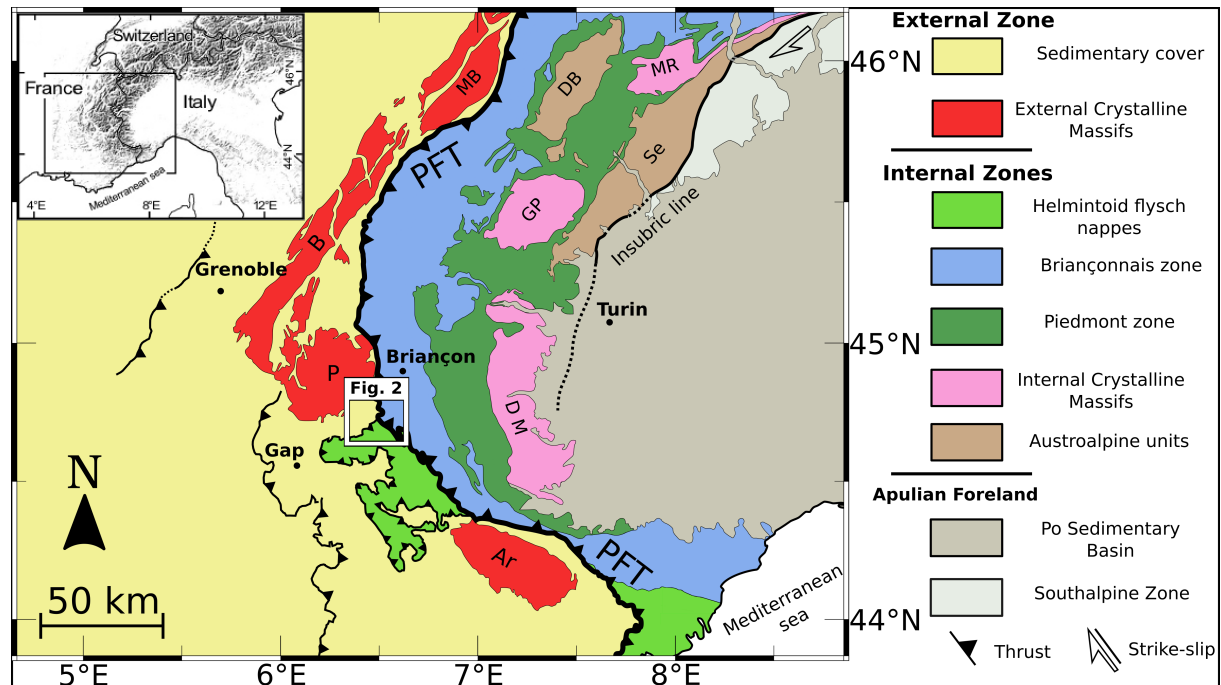 Switzerland
France
Italy
Mediterranean sea
46°N
44°N
4°E
8°E
12°E
MB
DB
MR
PFT
Se
GP
B
Insubric line
Grenoble
Turin
Briançon
P
Fig. 2
D M
Gap
N
Ar
PFT
50 km
Mediterranean
sea
46°N
45°N
44°N
5°E
6°E
7°E
8°E
External Zone
Sedimentary cover
External Crystalline
Massifs
Internal Zones
Helmintoid flysch
nappes
Briançonnais zone
Piedmont zone
Internal Crystalline
Massifs
Austroalpine units
Apulian Foreland
Po Sedimentary
Basin
Southalpine Zone
Thrust
Strike-slip